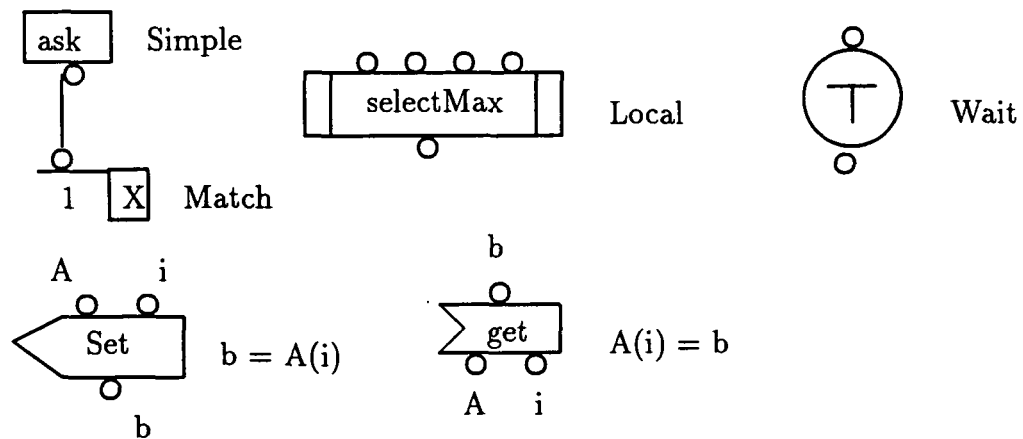 ask Simple
selectMax Local
T Wait
1 X Match
A i
Set b = A(i)
b
b
get A(i) = b
A i